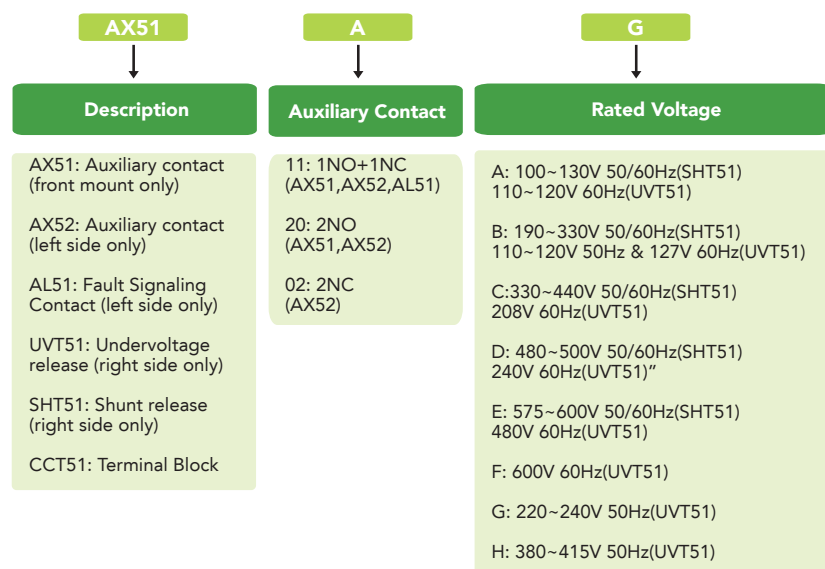 AX51
A
G
Description
Auxiliary Contact
Rated Voltage
AX51: Auxiliary contact
(front mount only)
AX52: Auxiliary contact
(left side only)
AL51: Fault Signaling
Contact (left side only)
UVT51: Undervoltage
release (right side only)
SHT51: Shunt release
(right side only)
CCT51: Terminal Block
11: 1NO+1NC
(AX51,AX52,AL51)
20: 2NO
(AX51,AX52)
02: 2NC
(AX52)
A: 100~130V 50/60Hz(SHT51)
110~120V 60Hz(UVT51)
B: 190~330V 50/60Hz(SHT51)
110~120V 50Hz & 127V 60Hz(UVT51)
C:330~440V 50/60Hz(SHT51)
208V 60Hz(UVT51)
D: 480~500V 50/60Hz(SHT51)
240V 60Hz(UVT51)”
E: 575~600V 50/60Hz(SHT51)
480V 60Hz(UVT51)
F: 600V 60Hz(UVT51)
G: 220~240V 50Hz(UVT51)
H: 380~415V 50Hz(UVT51)